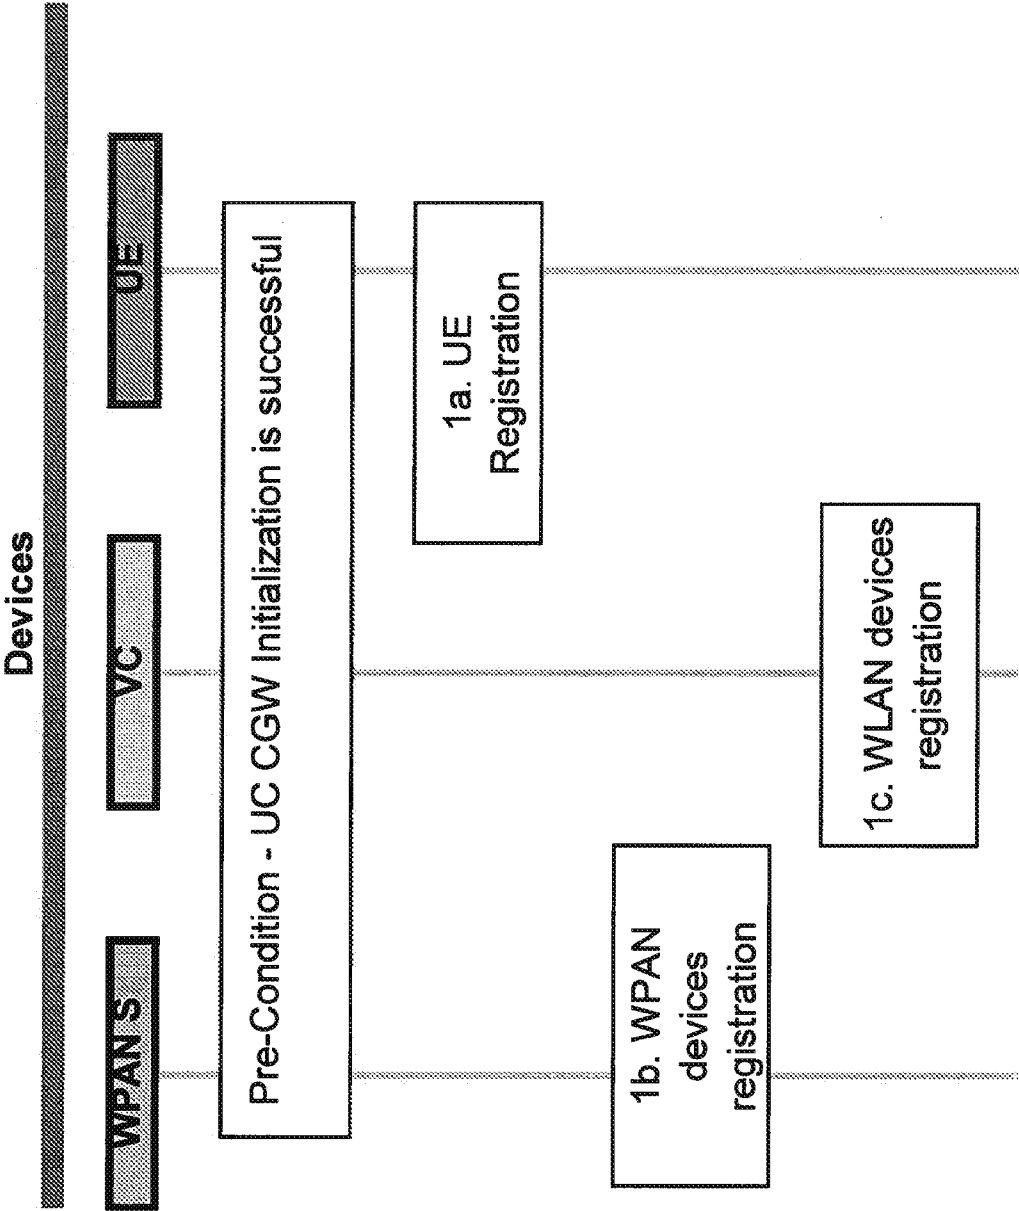 Devices
WPAN S
VC
UE
Pre-Condition - UC CGW Initialization is successful
1a. UE
Registration
1b. WPAN
devices
registration
1c. WLAN devices
registration